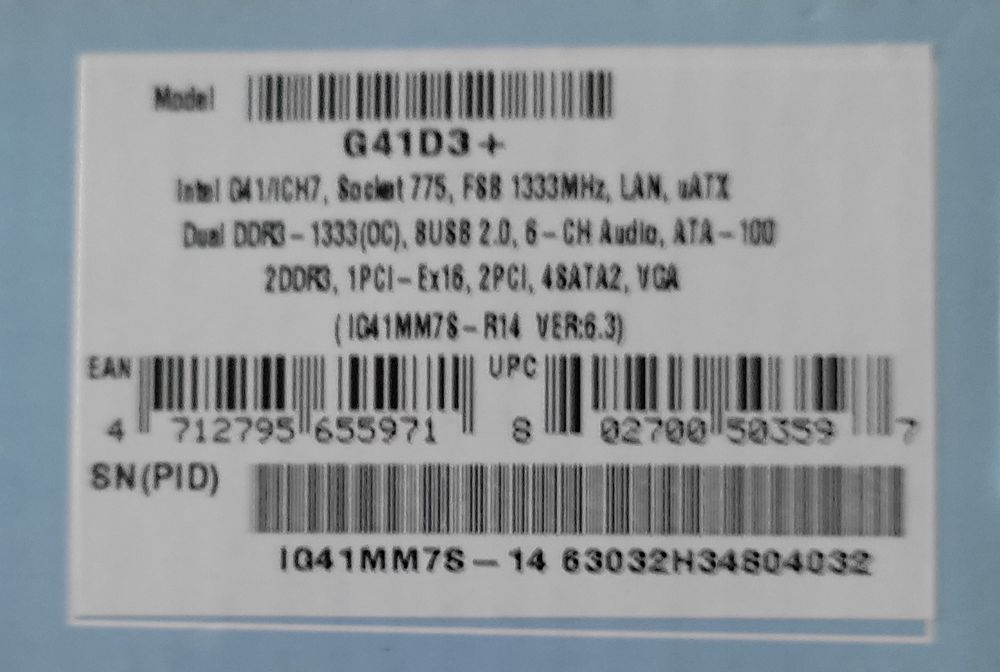 Model
G41D3+
Intel G41/ICH7, Socket 775, FSB 1333MHz, LAN, uATX
Dual DDR3-1333(OC), 8USB 2.0, 6-CH Audio, ATA-100
2DDR3, 1PCI-Ex16, 2PCI, 4SATA2, VGA
(IG41MM7S-R14 VER:6.3)
EAN UPC
4 712795 655971 8 02700 50359 7
SN(PID)
IG41MM7S-14 63032H34804032